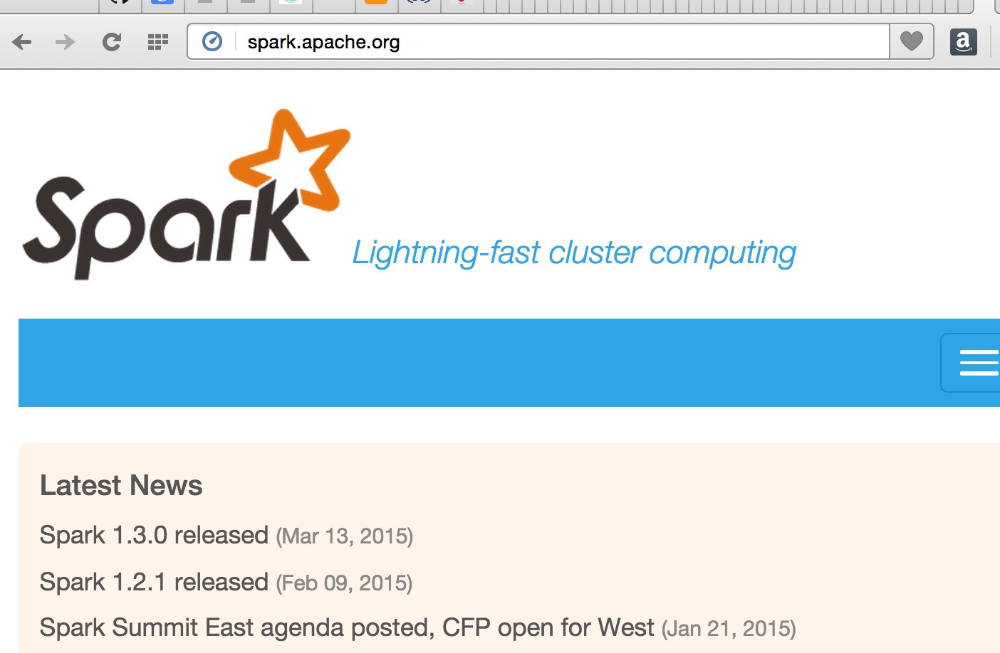 spark.apache.org
a
Spark
Lightning-fast cluster computing
Latest News
Spark 1.3.0 released (Mar 13, 2015)
Spark 1.2.1 released (Feb 09, 2015)
Spark Summit East agenda posted, CFP open for West (Jan 21, 2015)